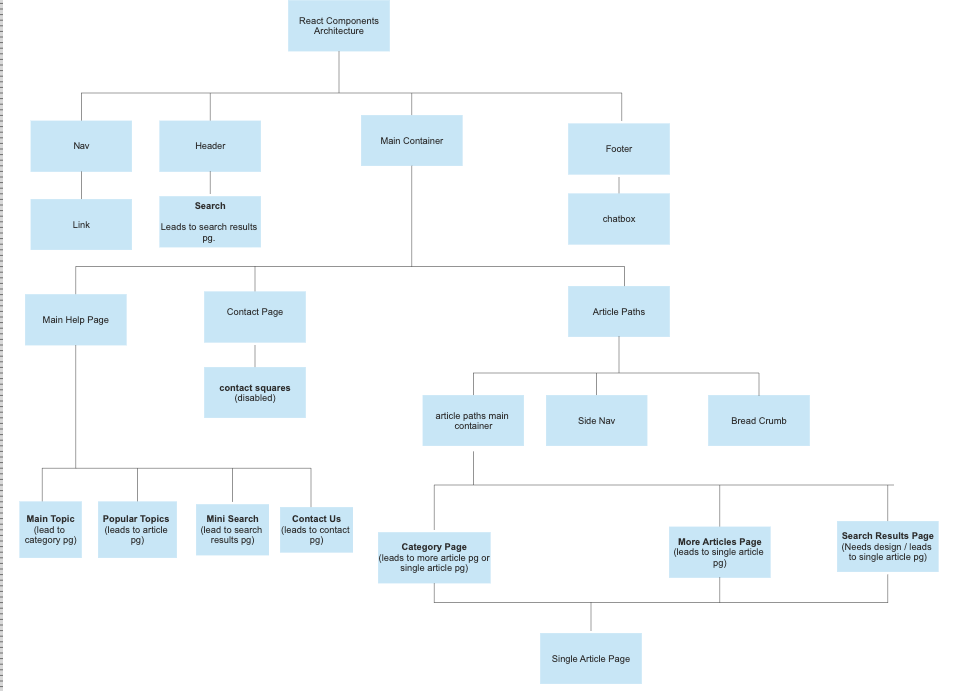 React Components
Architecture
Nav
Header
Main Container
Footer
Link
Search
Leads to search results
pg.
chatbox
Main Help Page
Contact Page
Article Paths
contact squares
(disabled)
article paths main
container
Side Nav
Bread Crumb
Main Topic
(lead to
category pg)
Popular Topics
(leads to article
pg)
Mini Search
(lead to search
results pg)
Contact Us
(leads to contact
pg)
Category Page
(leads to more article pg or
single article pg)
More Articles Page
(leads to single article
pg)
Search Results Page
(Needs design / leads
to single article pg)
Single Article Page